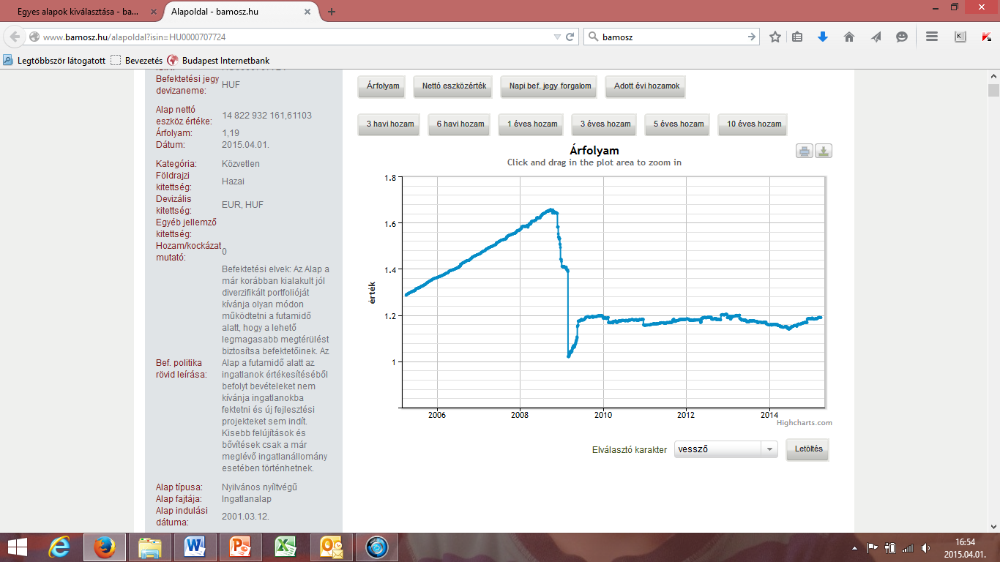 Egyes alapok kiválasztása - ba...
Alapoldal - bamosz.hu
www.bamosz.hu/alapoldal?isin=HU0000707724
bamosz
Legtöbbször látogatott
Bevezetés
Budapest Internetbank
Befektetési jegy
devizaneme:
HUF
Alap nettó
eszköz értéke:
14 822 932 161,61103
Árfolyam:
1,19
Dátum:
2015.04.01.
Kategória:
Közvetlen
Földrajzi
kitettség:
Hazai
Devizális
kitettség:
EUR, HUF
Egyéb jellemző
kitettség:
Hozam/kockázat
mutató:
0
Bef. politika
rövid leírása:
Befektetési elvek: Az Alap a
már korábban kialakult jól
diverzifikált portfolióját
kívánja olyan módon
működtetni a futamidő
alatt, hogy a lehető
legmagasabb megtérülést
biztosítsa befektetőinek. Az
Alap a futamidő alatt az
ingatlanok értékesítéséből
befolyt bevételeket nem
kívánja ingatlanokba
fektetni és új fejlesztési
projekteket sem indít.
Kisebb felújítások és
bővítések csak a már
meglévő ingatlanállomány
esetében történhetnek.
Alap típusa:
Nyilvános nyíltvégű
Alap fajtája:
Ingatlanalap
Alap indulási
dátuma:
2001.03.12.
Árfolyam
Nettó eszközérték
Napi bef. jegy forgalom
Adott évi hozamok
3 havi hozam
6 havi hozam
1 éves hozam
3 éves hozam
5 éves hozam
10 éves hozam
Árfolyam
Click and drag in the plot area to zoom in
érték
1.8
1.6
1.4
1.2
1
2006
2008
2010
2012
2014
Highcharts.com
Elválasztó karakter
vessző
Letöltés
16:54
2015.04.01.